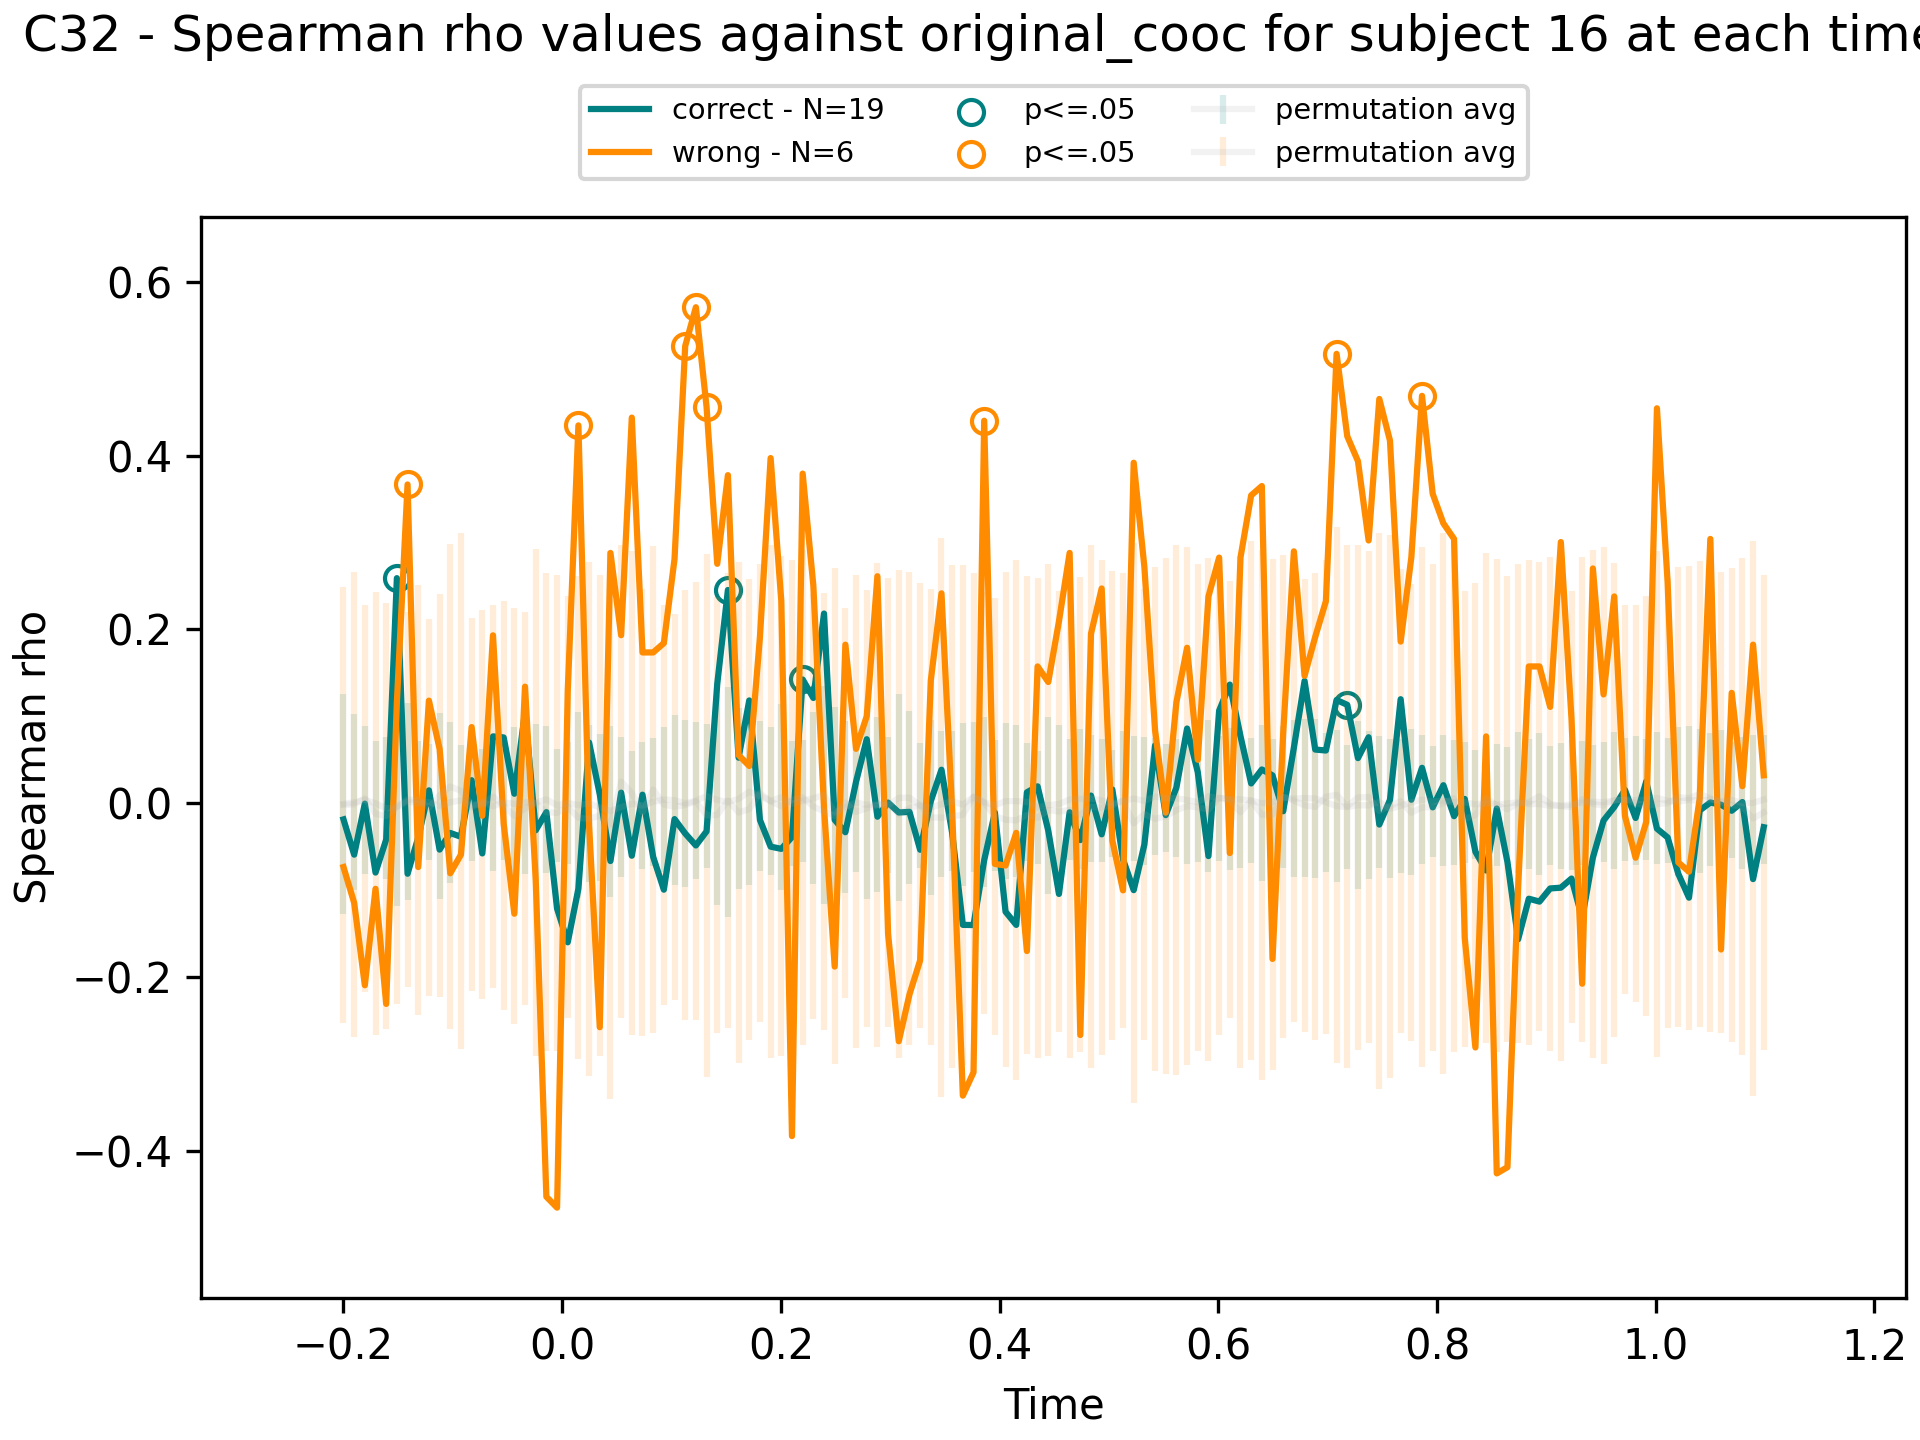 C32 - Spearman rho values against original_cooc for subject 16 at each time
correct - N=19
wrong - N=6
p<=.05
p<=.05
permutation avg
permutation avg
Spearman rho
0.6
0.4
0.2
0.0
−0.2
−0.4
−0.2
0.0
0.2
0.4
0.6
0.8
1.0
1.2
Time